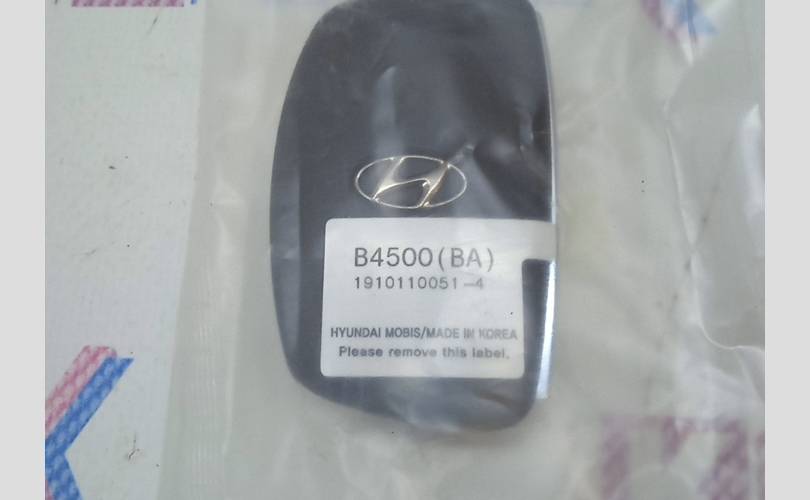 B4500(BA)
1910110051-4
HYUNDAI MOBIS/MADE IN KOREA
Please remove this label.